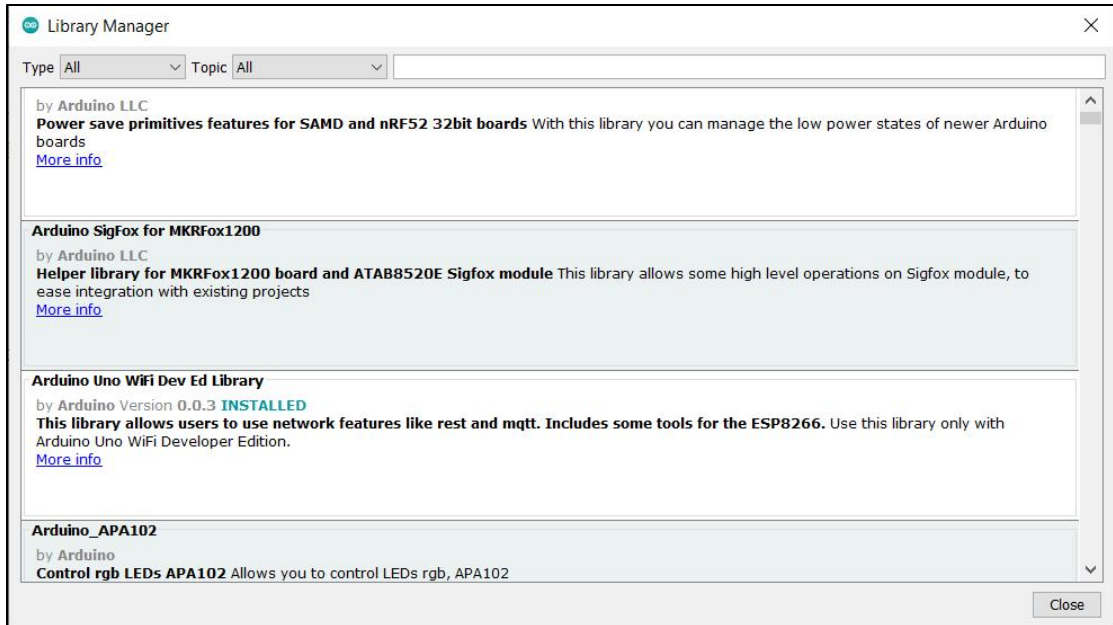 Library Manager
Type All Topic All
by Arduino LLC
Power save primitives features for SAMD and nRF52 32bit boards With this library you can manage the low power states of newer Arduino
boards
More info
Arduino SigFox for MKRFox1200
by Arduino LLC
Helper library for MKRFox1200 board and ATAB8520E Sigfox module This library allows some high level operations on Sigfox module, to
ease integration with existing projects
More info
Arduino Uno WiFi Dev Ed Library
by Arduino Version 0.0.3 INSTALLED
This library allows users to use network features like rest and mqtt. Includes some tools for the ESP8266. Use this library only with
Arduino Uno WiFi Developer Edition.
More info
Arduino_APA102
by Arduino
Control rgb LEDs APA102 Allows you to control LEDs rgb, APA102
Close